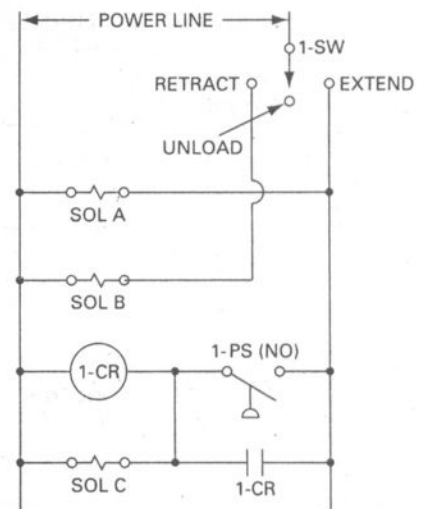 POWER LINE
1-SW
RETRACT
EXTEND
UNLOAD
SOL A
SOL B
1-PS (NO)
1-CR
SOL C
1-CR